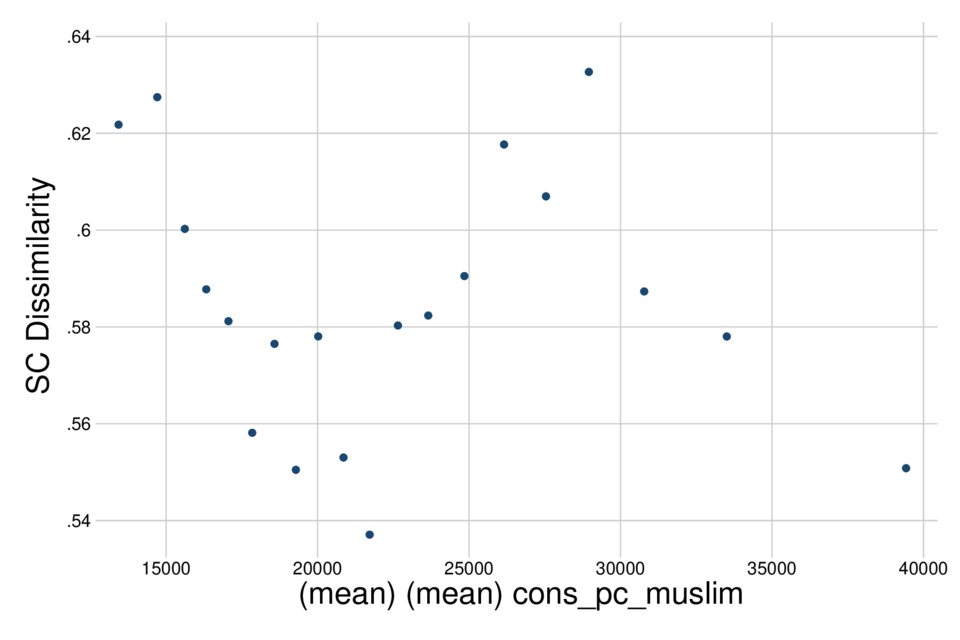 .64
.62
.6
.58
.56
.54
SC Dissimilarity
15000 20000 25000 30000 35000 40000
(mean) (mean) cons_pc_muslim